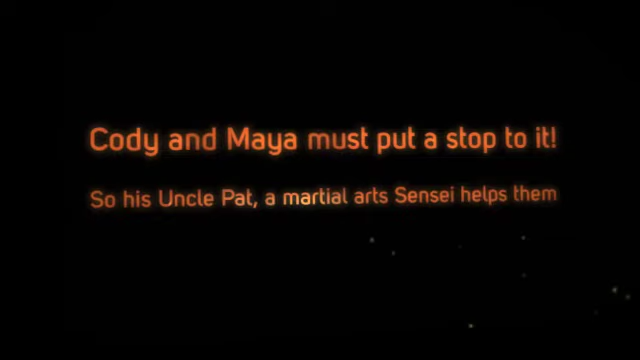 Cody and Maya must put a stop to it!
So his Uncle Pat, a martial arts Sensei helps them